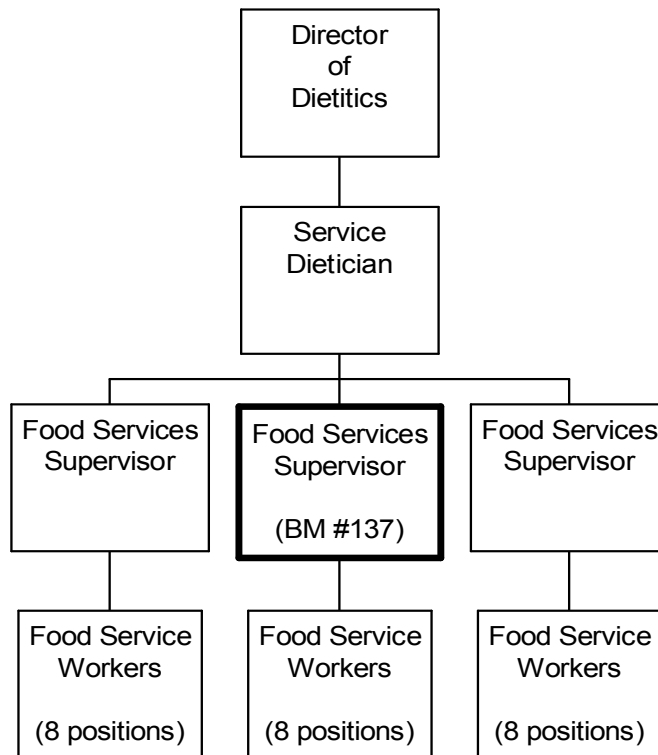 Director
of
Dietitics
Service
Dietician
Food Services
Supervisor
Food Services
Supervisor
(BM #137)
Food Services
Supervisor
Food Service
Workers
(8 positions)
Food Service
Workers
(8 positions)
Food Service
Workers
(8 positions)